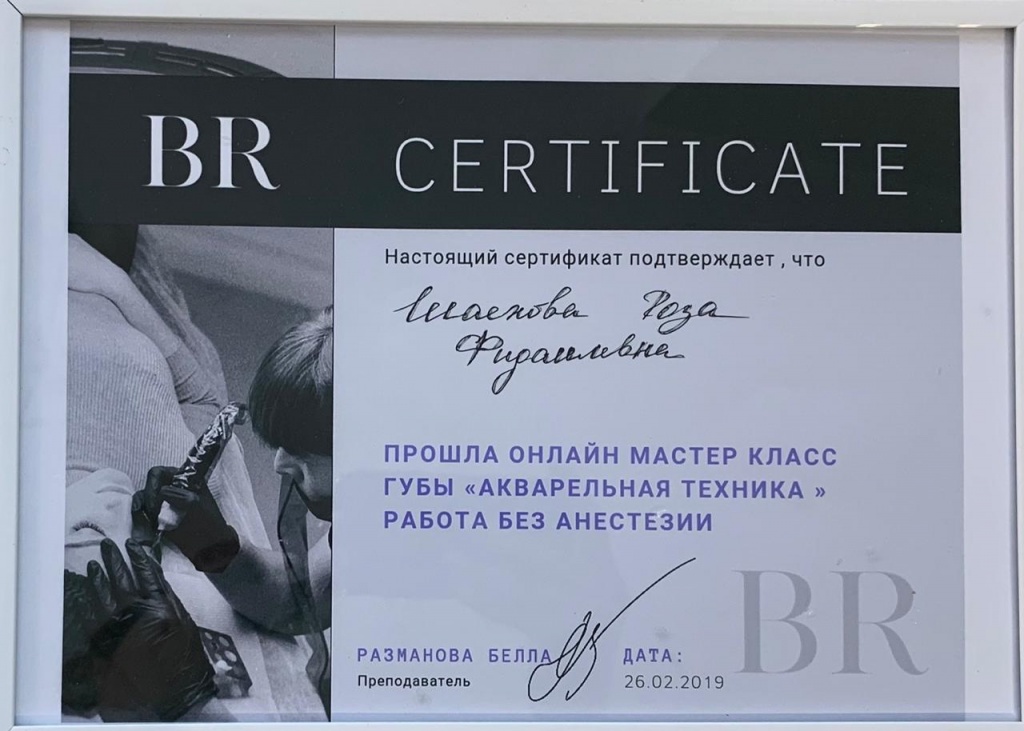 BR CERTIFICATE
Настоящий сертификат подтверждает , что
Шаехова Роза
Фидаилевна
ПРОШЛА ОНЛАЙН МАСТЕР КЛАСС
ГУБЫ «АКВАРЕЛЬНАЯ ТЕХНИКА »
РАБОТА БЕЗ АНЕСТЕЗИИ
BR
РАЗМАНОВА БЕЛЛА ДАТА:
Преподаватель 26.02.2019